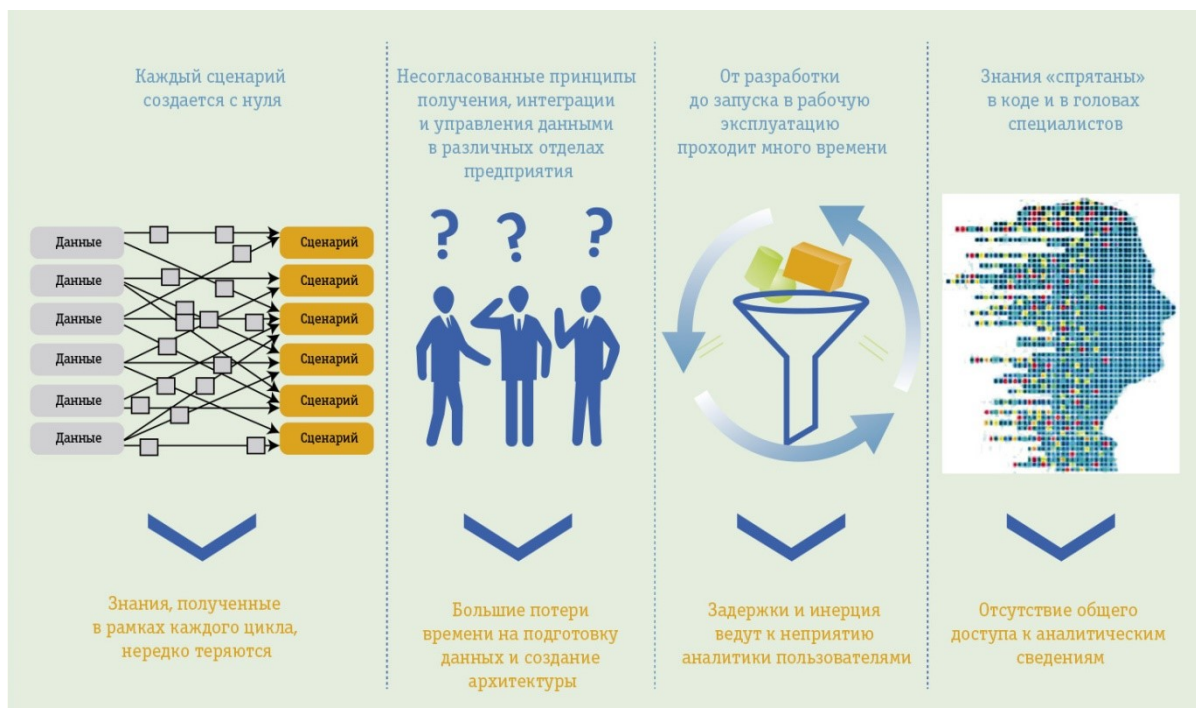 Каждый сценарий
создается с нуля
Данные
Данные
Данные
Данные
Данные
Данные
Сценарий
Сценарий
Сценарий
Сценарий
Сценарий
Сценарий
Знания, полученные
в рамках каждого цикла,
нередко теряются
Несогласованные принципы
получения, интеграции
и управления данными
в различных отделах
предприятия
? ? ?
Большие потери
времени на подготовку
данных и создание
архитектуры
От разработки
до запуска в рабочую
эксплуатацию
проходит много времени
Задержки и инерция
ведут к неприятию
аналитики пользователями
Знания «спрятаны»
в коде и в головах
специалистов
Отсутствие общего
доступа к аналитическим
сведениям